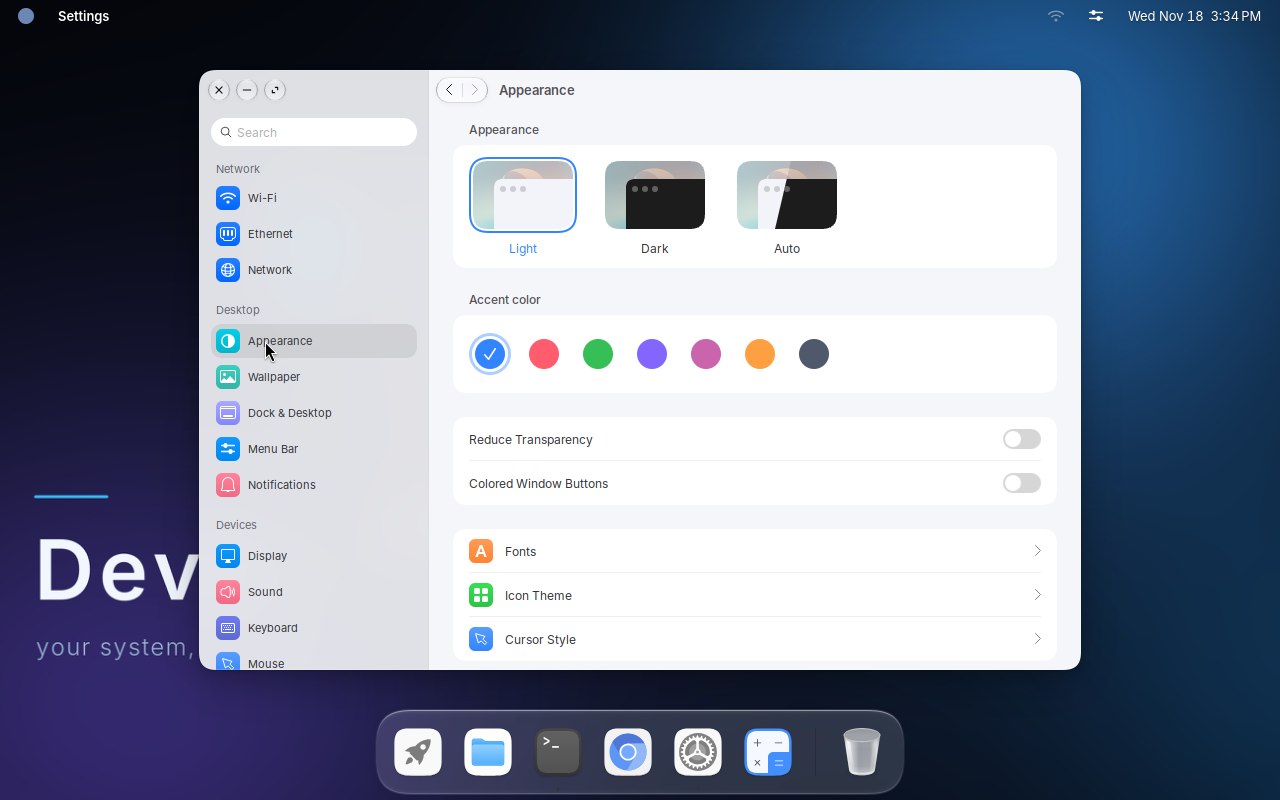 Settings
Wed Nov 18 3:34 PM
Search
Network
Wi-Fi
Ethernet
Network
Desktop
Appearance
Wallpaper
Dock & Desktop
Menu Bar
Notifications
Devices
Display
Sound
Keyboard
Mouse
Appearance
Appearance
Light
Dark
Auto
Accent color
Reduce Transparency
Colored Window Buttons
Fonts
Icon Theme
Cursor Style
Dev
your system,